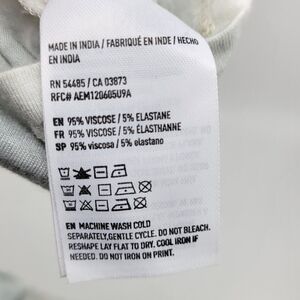 MADE IN INDIA / FABRIQUÉ EN INDE / HECHO
EN INDIA
RN 54485 / CA 03873
RFC# AEM120605U9A
EN 95% VISCOSE / 5% ELASTANE
FR 95% VISCOSE / 5% ÉLASTHANNE
SP 95% viscosa / 5% elastano
EN MACHINE WASH COLD
SEPARATELY,GENTLE CYCLE. DO NOT BLEACH.
RESHAPE LAY FLAT TO DRY, COOL IRON IF
NEEDED. DO NOT IRON ON PRINT.